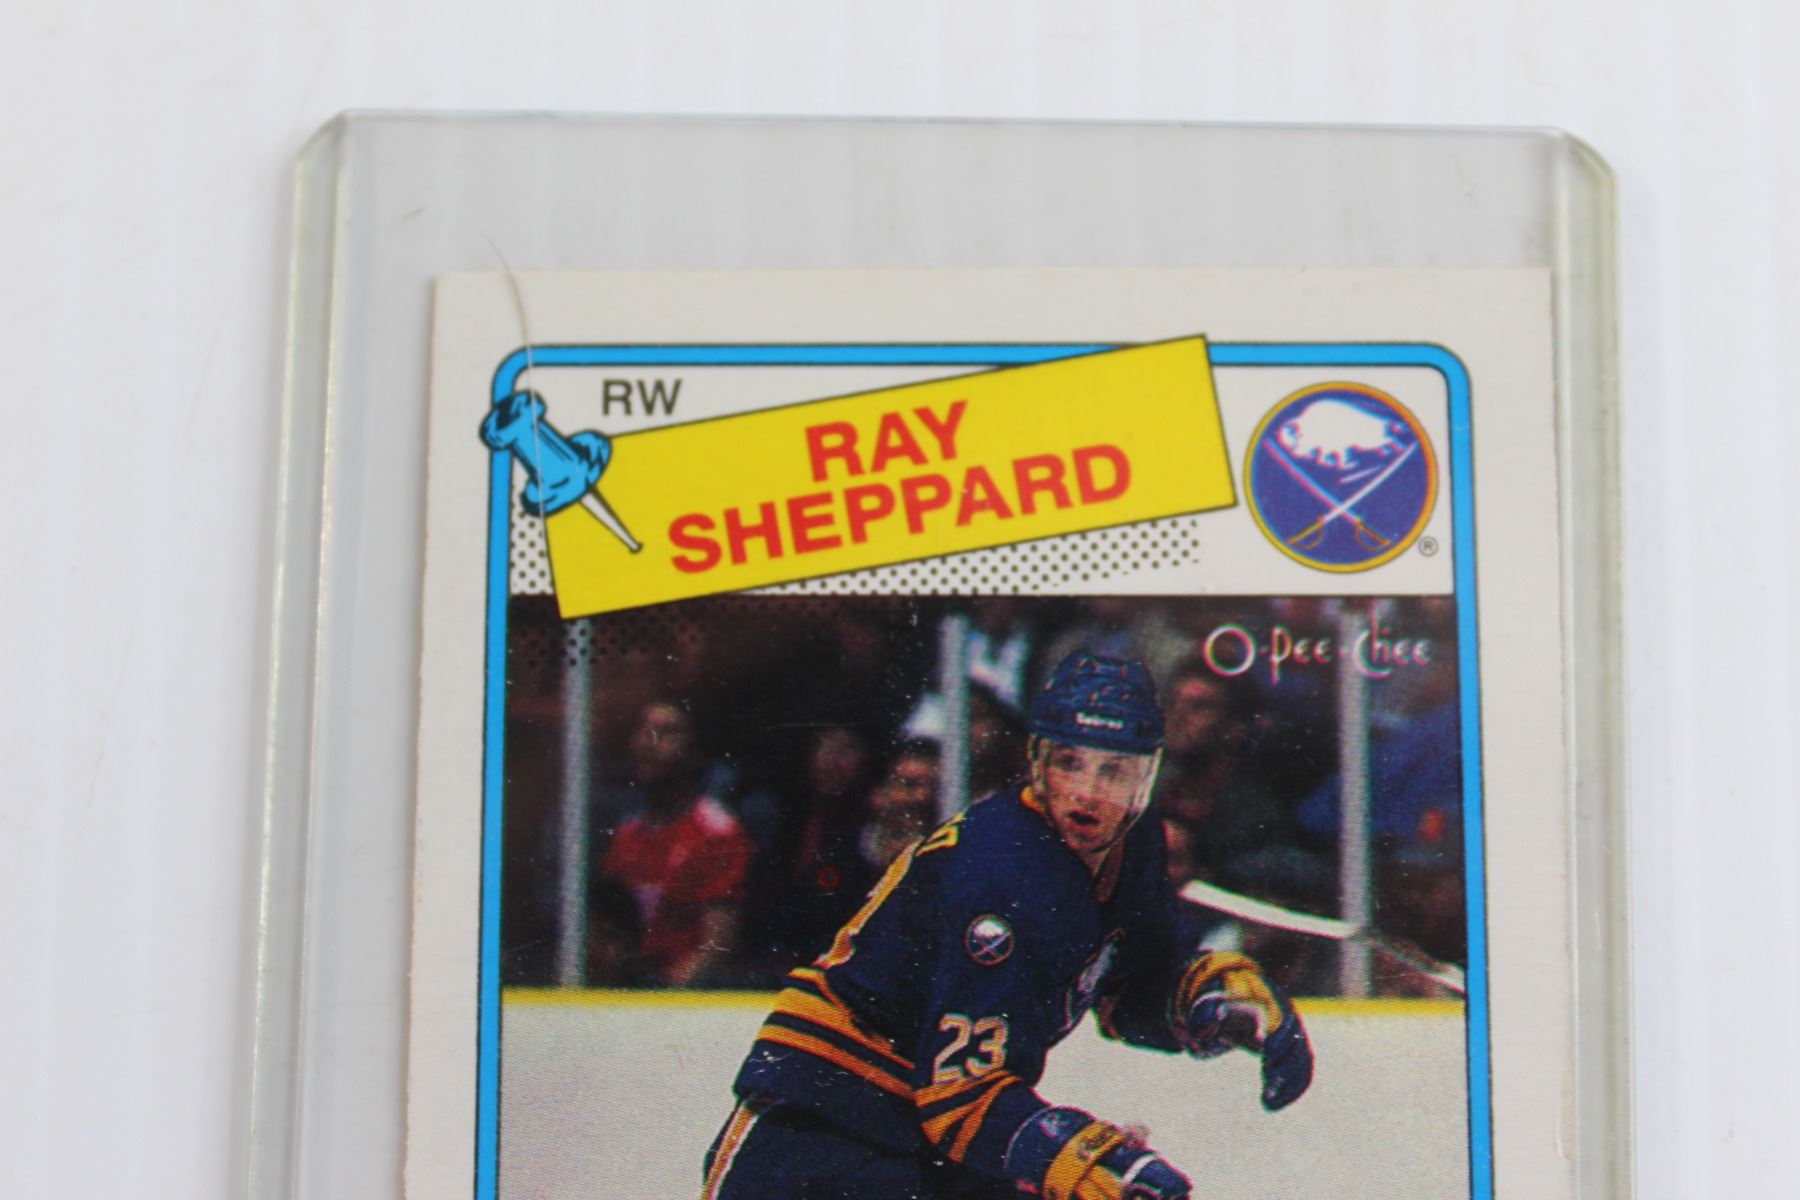 RW
RAY
SHEPPARD
®
O-Pee-Chee
Sabres
23